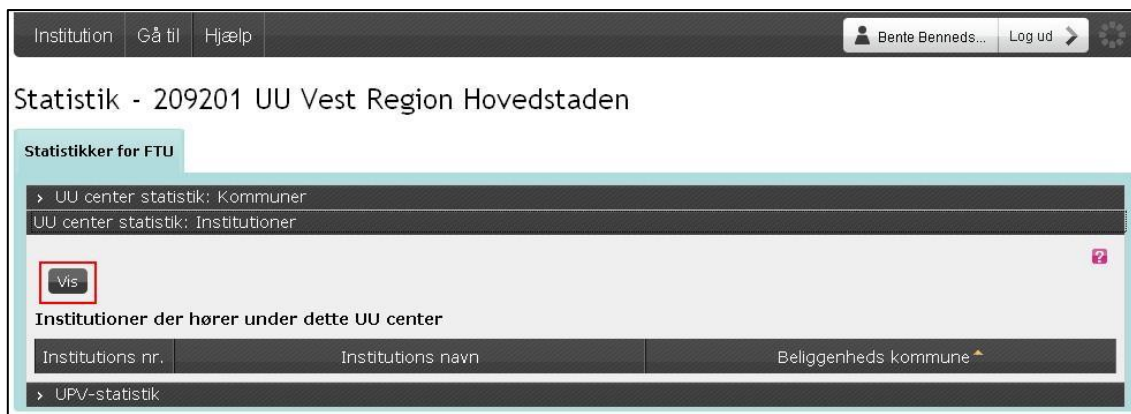 Institution Gå til Hjælp Bente Benneds... Log ud
Statistik - 209201 UU Vest Region Hovedstaden
Statistikker for FTU
UU center statistik: Kommuner
UU center statistik: Institutioner
?
Vis
Institutioner der hører under dette UU center
Institutions nr. Institutions navn Beliggenheds kommune
UPV-statistik